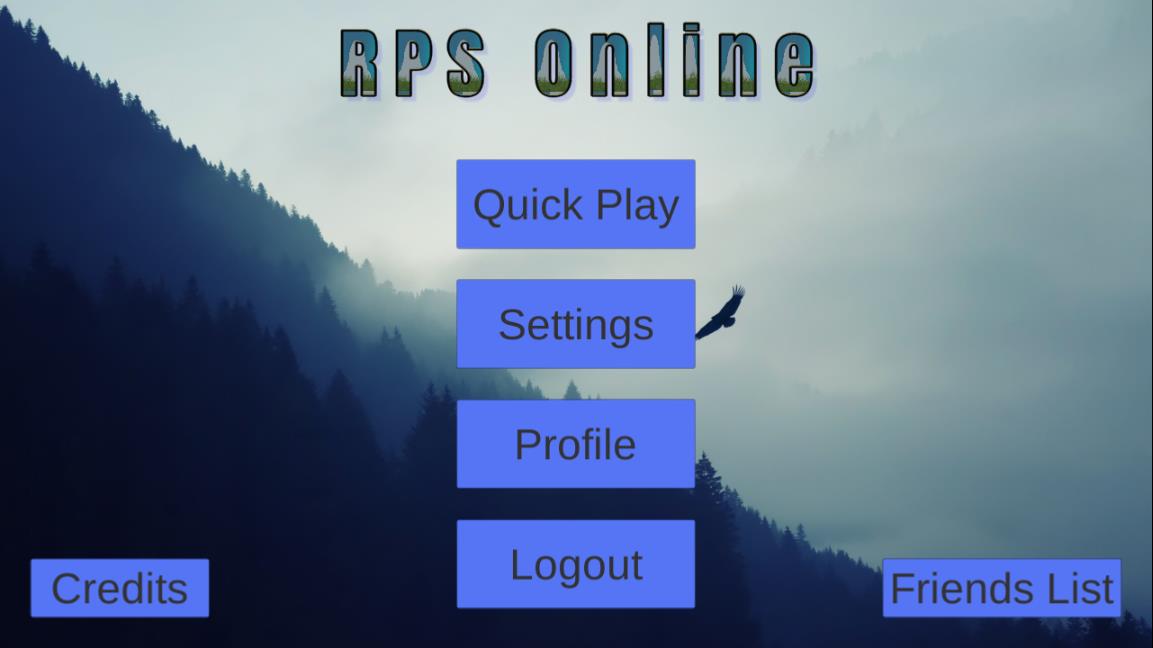 RPS Online
Quick Play
Settings
Profile
Logout
Credits
Friends List